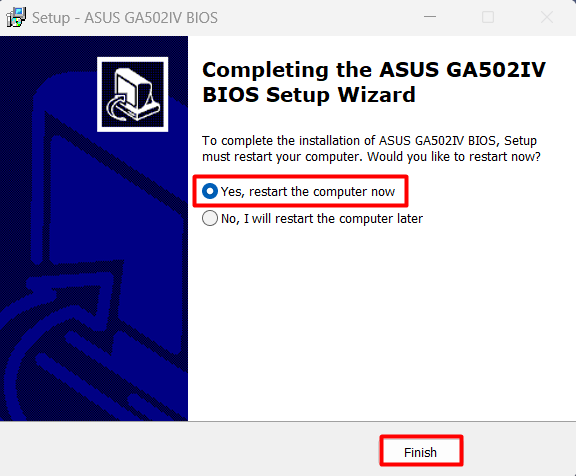 Setup - ASUS GA502IV BIOS
Completing the ASUS GA502IV
BIOS Setup Wizard
To complete the installation of ASUS GA502IV BIOS, Setup
must restart your computer. Would you like to restart now?
Yes, restart the computer now
No, I will restart the computer later
Finish